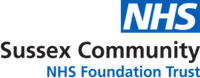 NHS
Sussex Community
NHS Foundation Trust